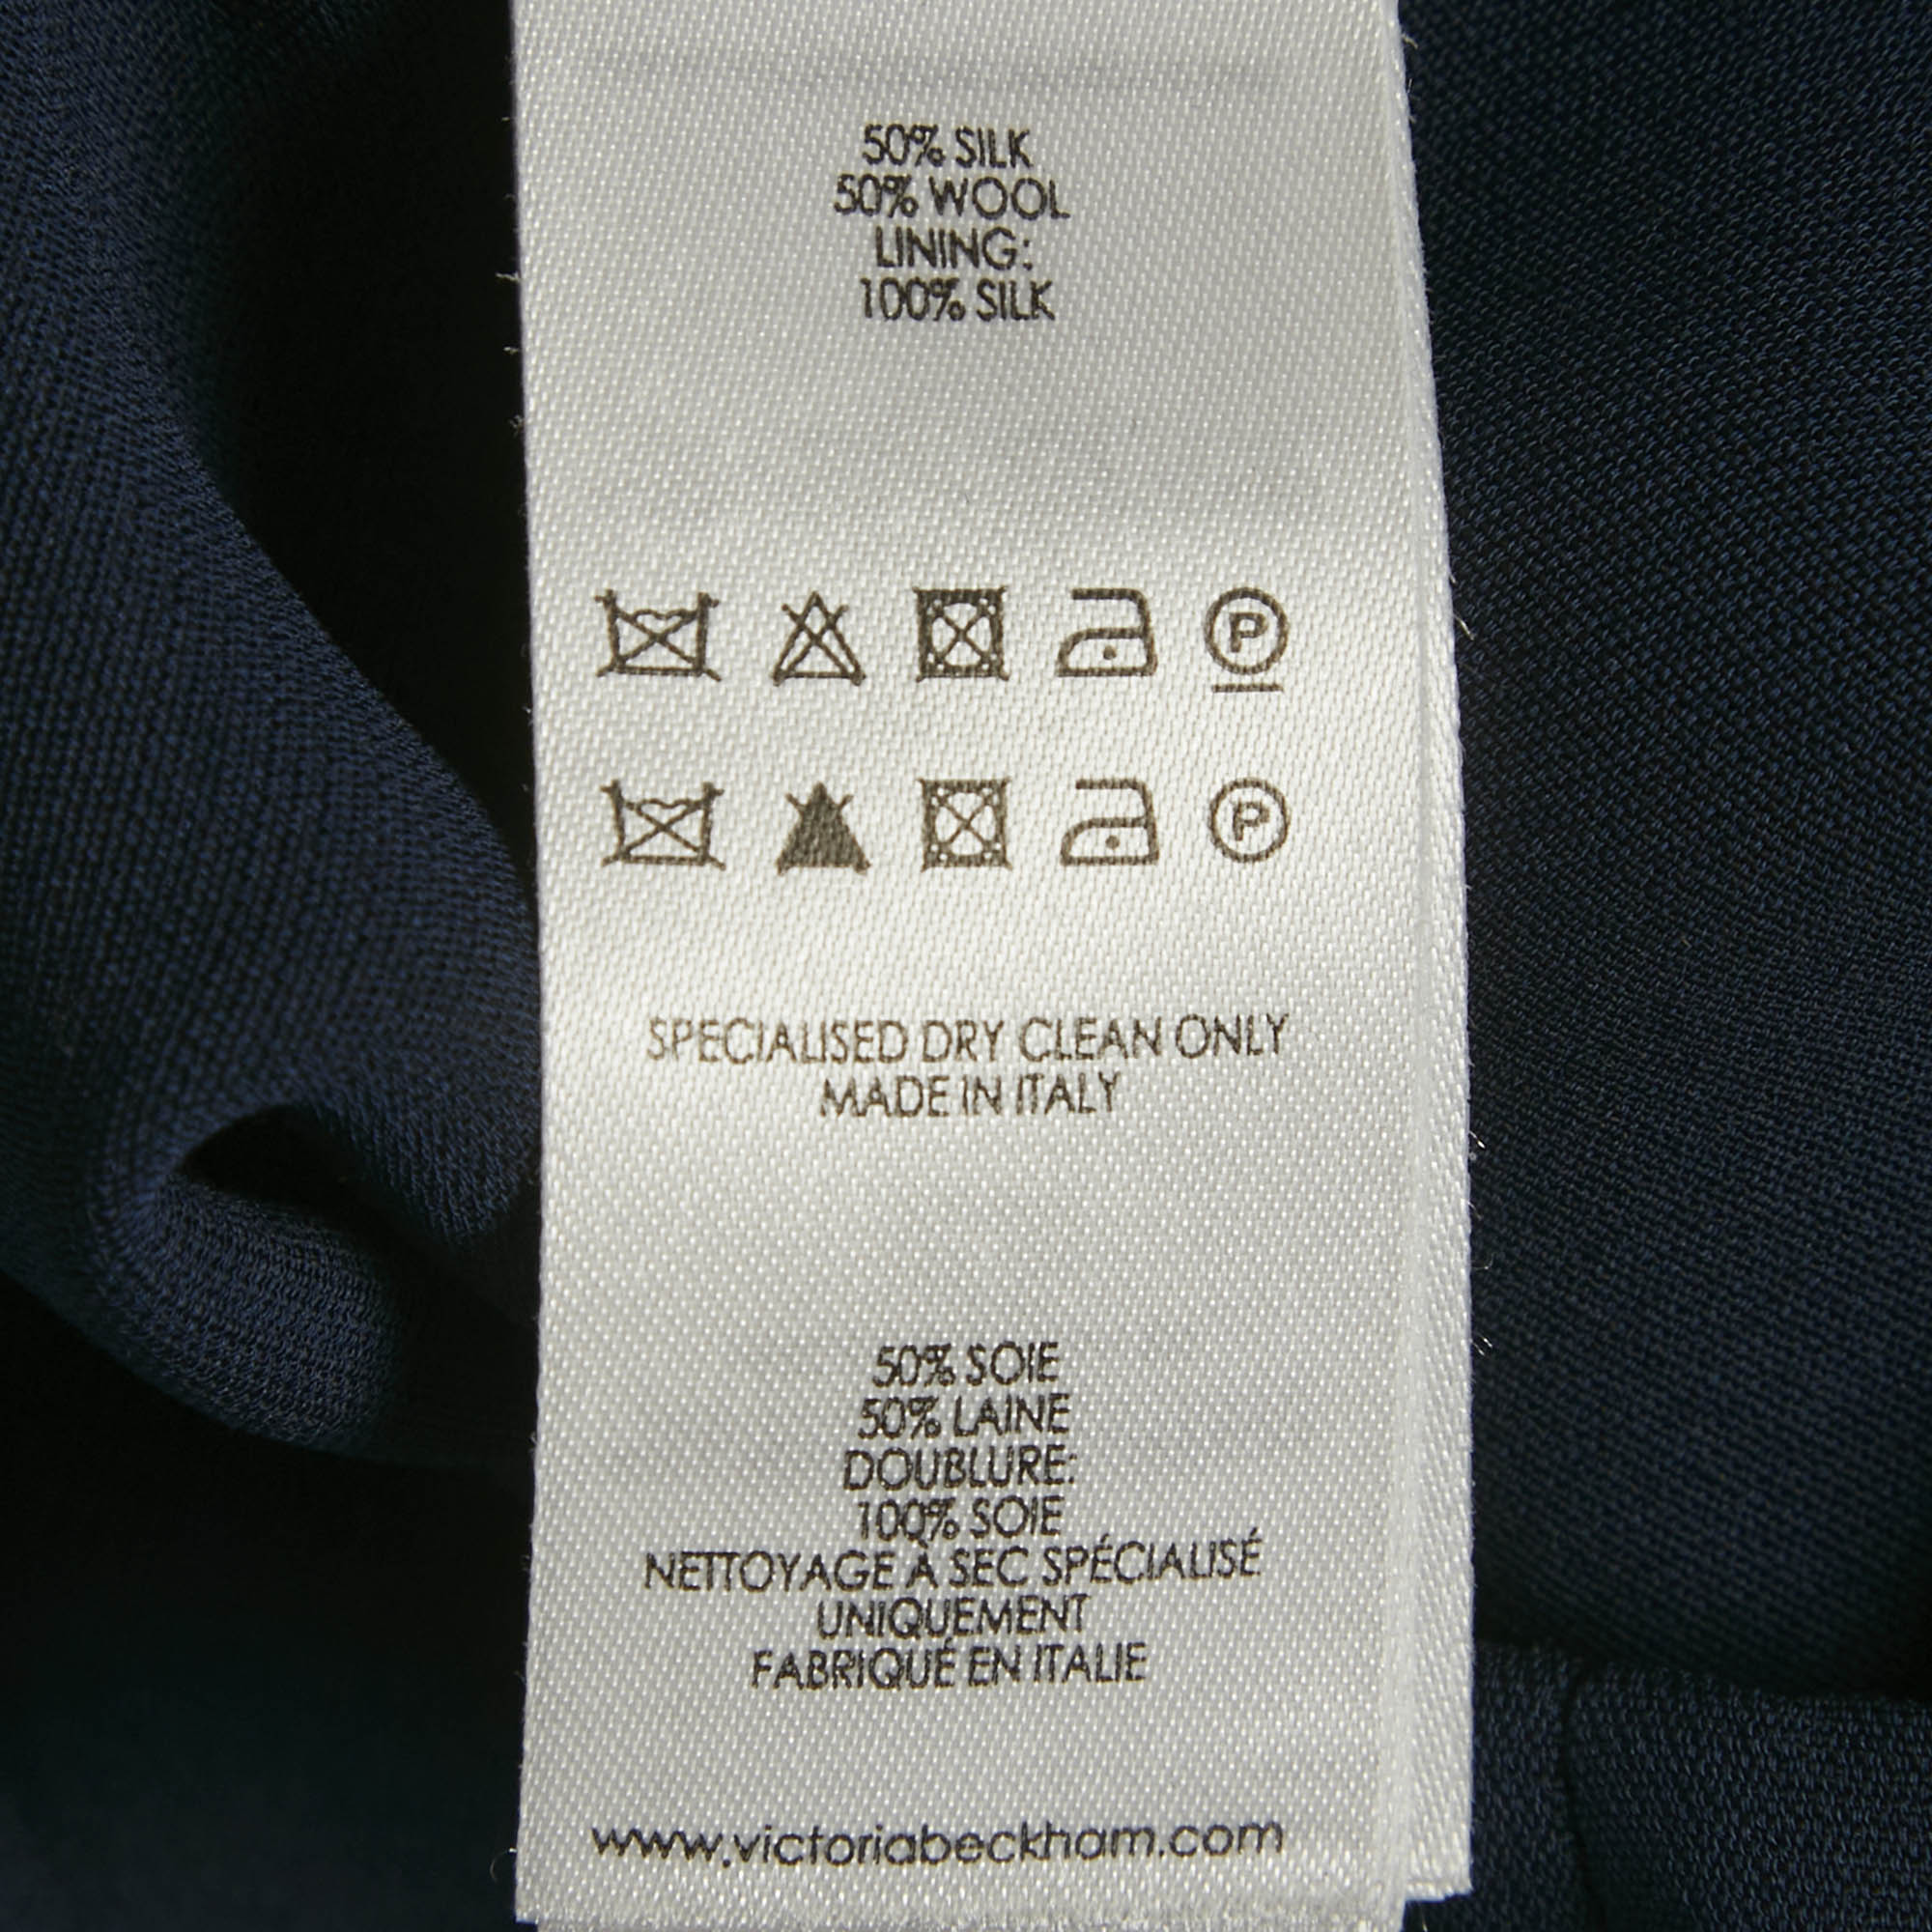 50% SILK
50% WOOL
LINING:
100% SILK
P
P
SPECIALISED DRY CLEAN ONLY
MADE IN ITALY
50% SOIE
50% LAINE
DOUBLURE:
100% SOIE
NETTOYAGE À SEC SPÉCIALISÉ
UNIQUEMENT
FABRIQUÉ EN ITALIE
www.victoriabeckham.com